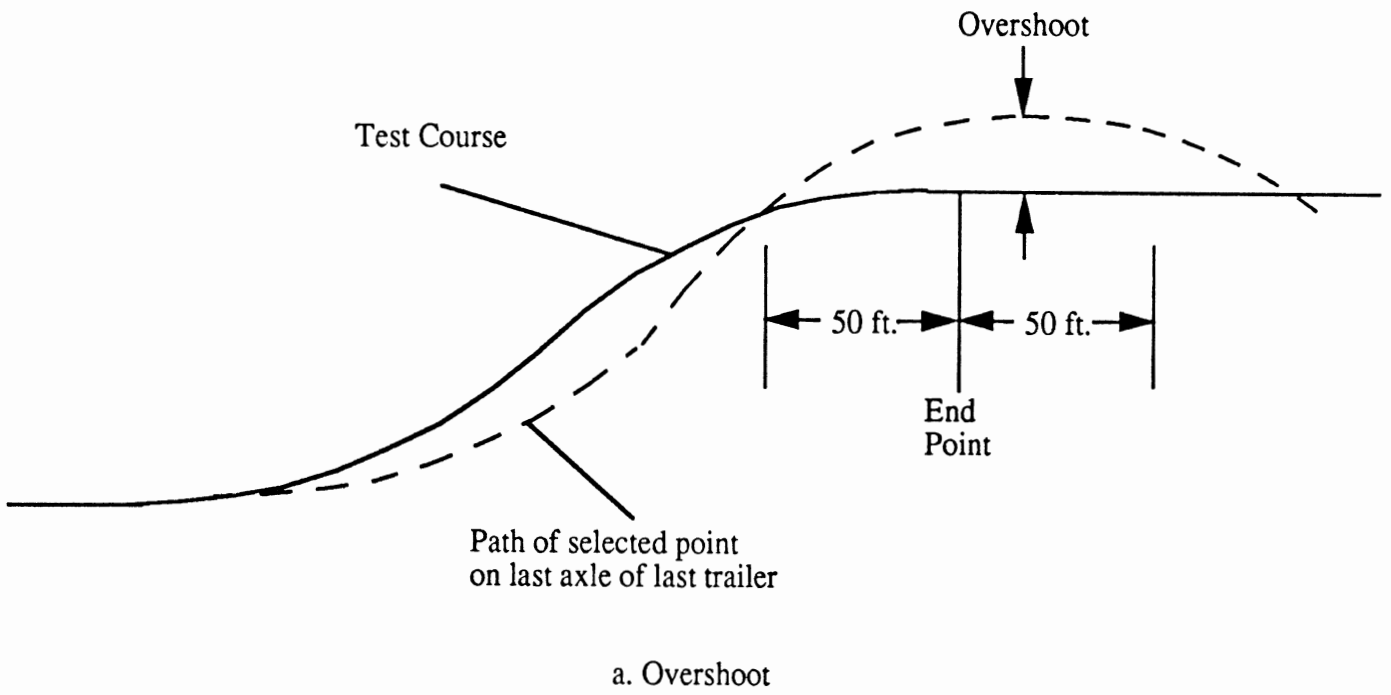 Overshoot
Test Course
50 ft.
50 ft.
End
Point
Path of selected point
on last axle of last trailer
a. Overshoot